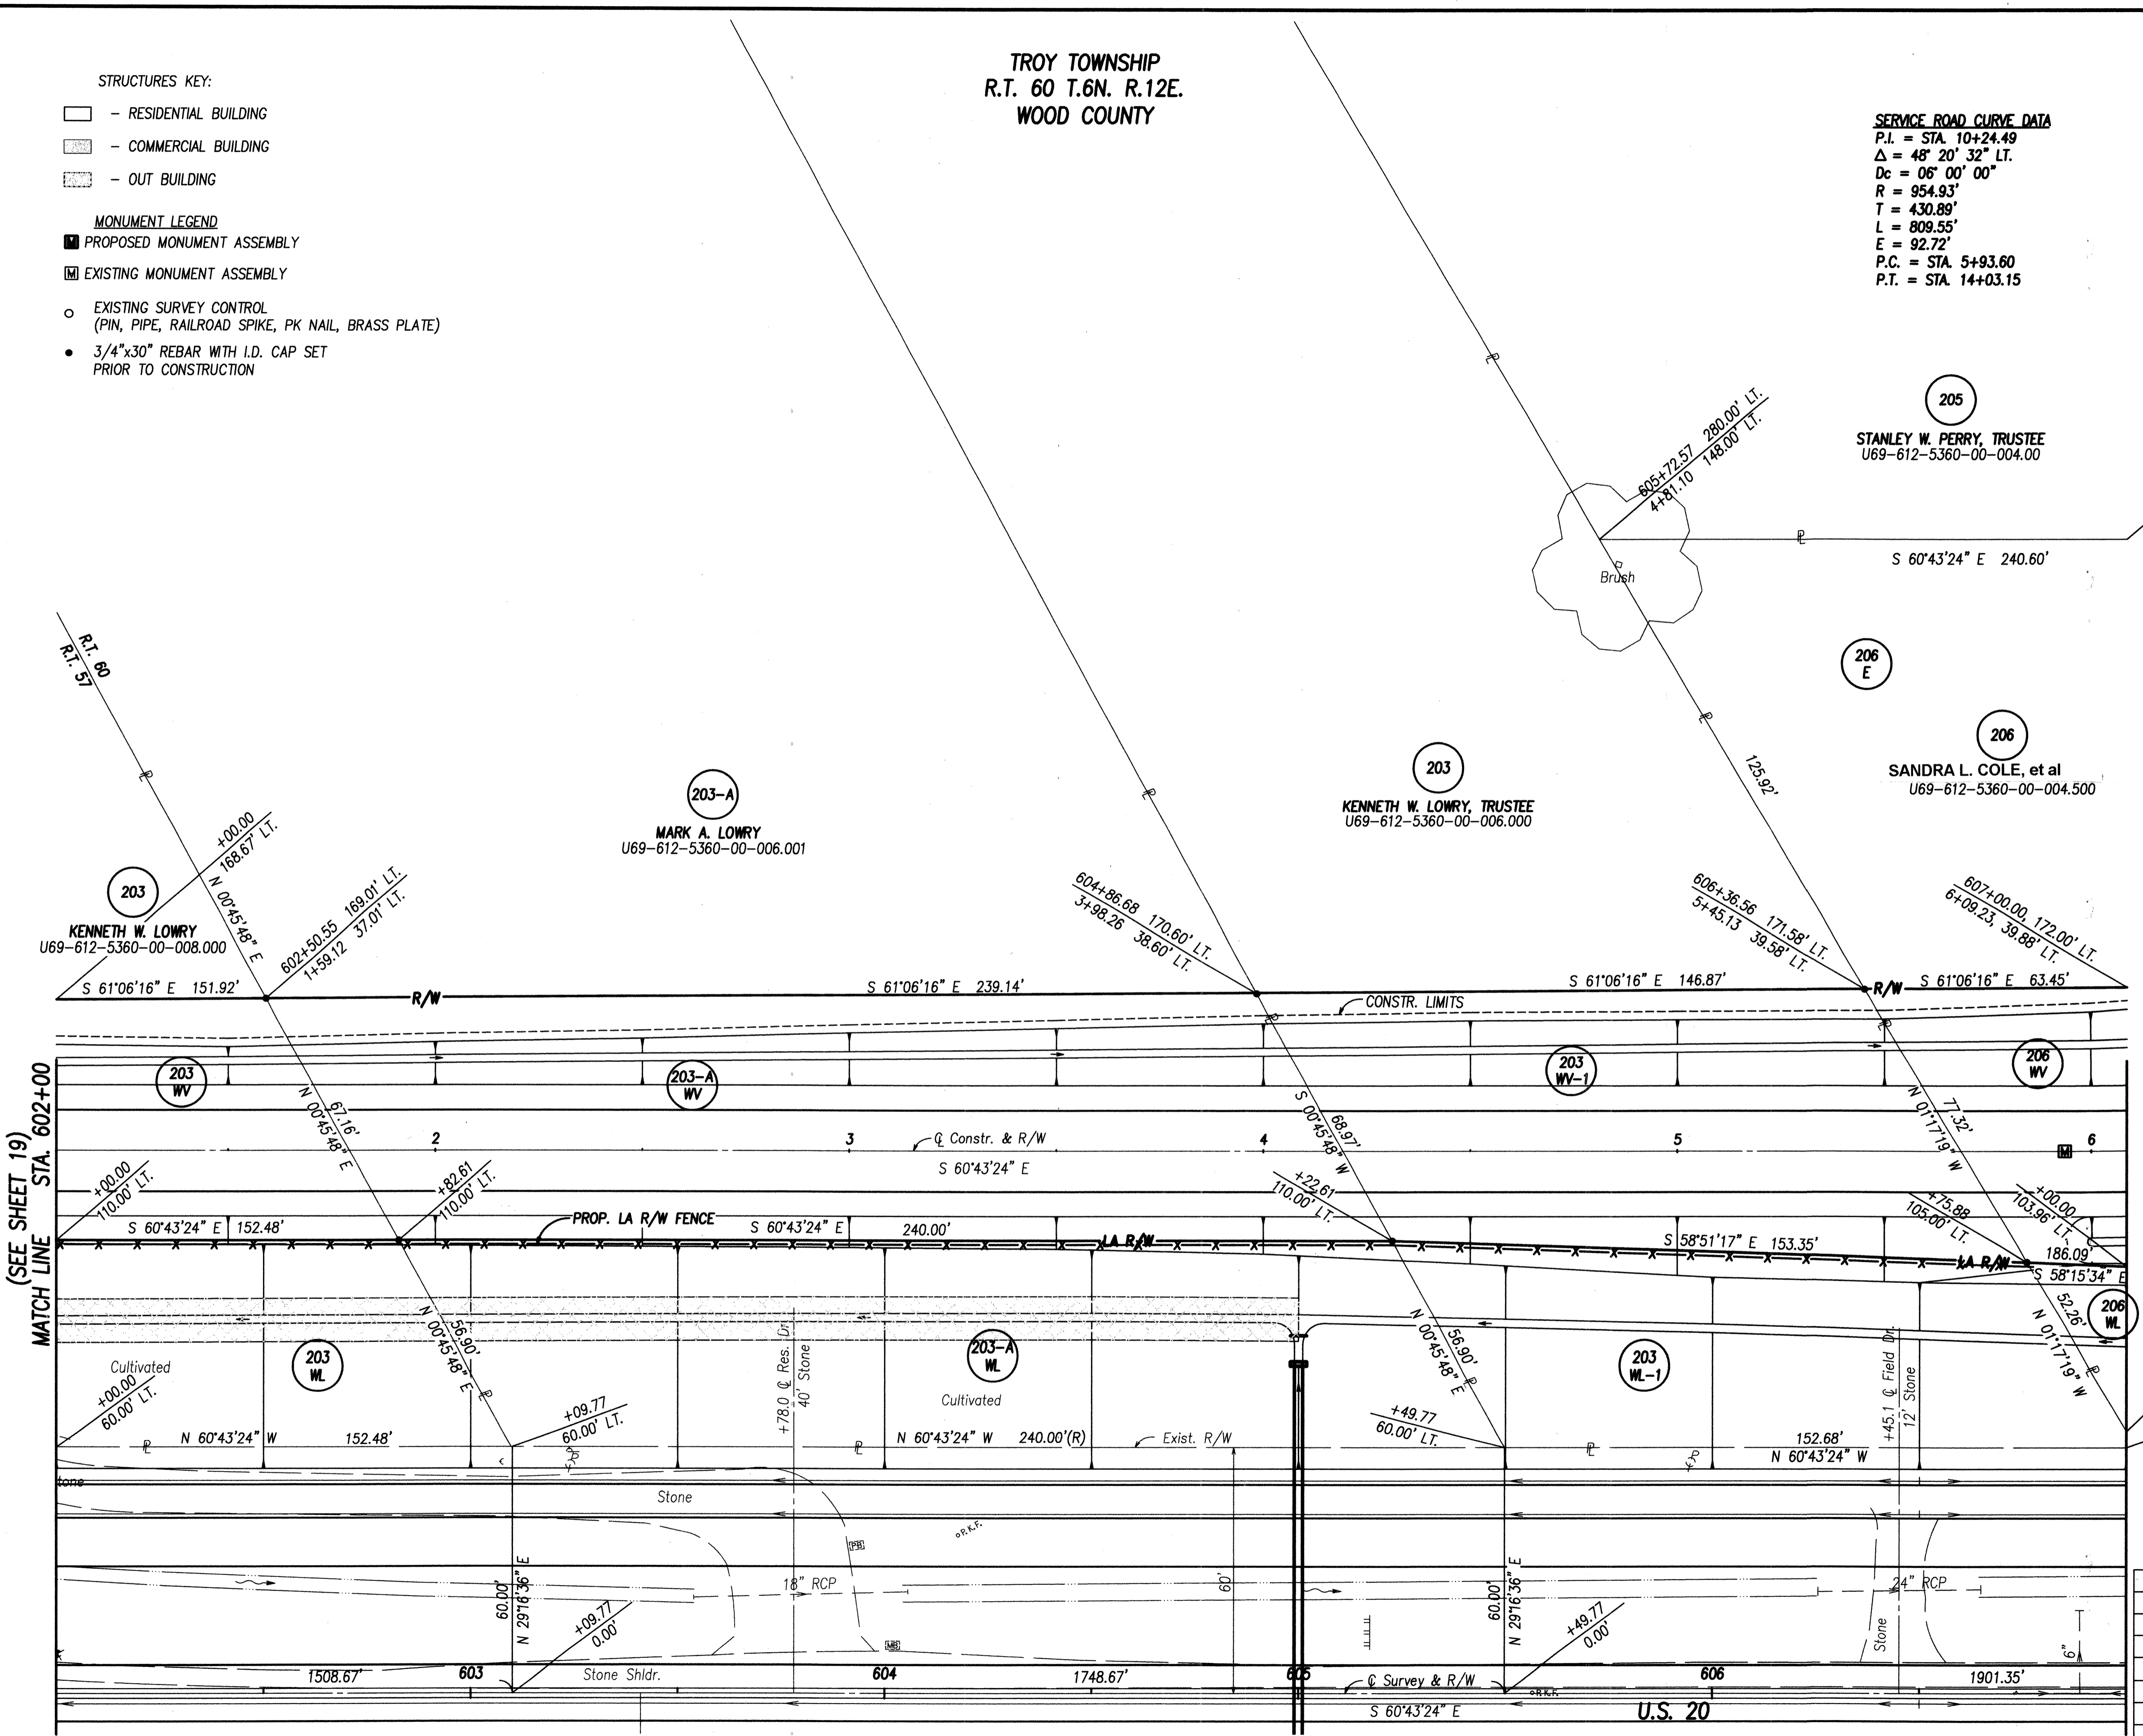 TROY TOWNSHIP
R.T. 60 T.6N. R.12E.
WOOD COUNTY
STRUCTURES KEY:
– RESIDENTIAL BUILDING
– COMMERCIAL BUILDING
– OUT BUILDING
MONUMENT LEGEND
M PROPOSED MONUMENT ASSEMBLY
M EXISTING MONUMENT ASSEMBLY
EXISTING SURVEY CONTROL
(PIN, PIPE, RAILROAD SPIKE, PK NAIL, BRASS PLATE)
3/4"x30" REBAR WITH I.D. CAP SET
PRIOR TO CONSTRUCTION
SERVICE ROAD CURVE DATA
P.I. = STA. 10+24.49
Δ = 48° 20' 32" LT.
Dc = 06° 00' 00"
R = 954.93'
T = 430.89'
L = 809.55'
E = 92.72'
P.C. = STA. 5+93.60
P.T. = STA. 14+03.15
205
STANLEY W. PERRY, TRUSTEE
U69-612-5360-00-004.00
605+72.57 280.00' LT.
4+81.10 148.00' LT.
S 60°43'24" E 240.60'
Brush
206
E
206
SANDRA L. COLE, et al
U69-612-5360-00-004.500
125.92'
R.T. 60
R.T. 57
203-A
MARK A. LOWRY
U69-612-5360-00-006.001
203
KENNETH W. LOWRY, TRUSTEE
U69-612-5360-00-006.000
203
KENNETH W. LOWRY
U69-612-5360-00-008.000
+00.00
168.67' LT.
N 00°45'48" E
602+50.55 169.01' LT.
1+59.12 37.01' LT.
604+86.68 170.60' LT.
3+98.26 38.60' LT.
606+36.56 171.58' LT.
5+45.13 39.58' LT.
607+00.00, 172.00' LT.
6+09.23, 39.88' LT.
S 61°06'16" E 151.92'
R/W
S 61°06'16" E 239.14'
S 61°06'16" E 146.87'
R/W
S 61°06'16" E 63.45'
CONSTR. LIMITS
203
WV
203-A
WV
203
WV-1
206
WV
67.16'
N 00°45'48" E
68.97'
S 00°45'48" W
77.32'
N 01°17'19" W
2
3
4
5
6
℄ Constr. & R/W
S 60°43'24" E
M
(SEE SHEET 19)
MATCH LINE STA. 602+00
+00.00
110.00' LT.
+82.61
110.00' LT.
+22.61
110.00' LT.
+75.88
105.00' LT.
+00.00
103.96' LT.
S 60°43'24" E 152.48'
PROP. LA R/W FENCE
S 60°43'24" E 240.00'
LA R/W
S 58°51'17" E 153.35'
LA R/W
186.09'
S 58°15'34" E
56.90'
N 00°45'48" E
56.90'
N 00°45'48" E
52.26'
N 01°17'19" W
203
WL
203-A
WL
203
WL-1
206
WL
Cultivated
+00.00
60.00' LT.
+78.0 ℄ Res. Dr.
40' Stone
Cultivated
+45.1 ℄ Field Dr.
12' Stone
+09.77
60.00' LT.
+49.77
60.00' LT.
N 60°43'24" W 152.48'
N 60°43'24" W 240.00'(R)
Exist. R/W
152.68'
N 60°43'24" W
tone
Stone
P.K.F.
PB
18" RCP
24" RCP
60.00'
N 29°16'36" E
+09.77
0.00'
60'
60.00'
N 29°16'36" E
+49.77
0.00'
Stone
6"
MB
1508.67'
603
Stone Shldr.
604
1748.67'
605
℄ Survey & R/W
606
1901.35'
P.K.F.
S 60°43'24" E
U.S. 20